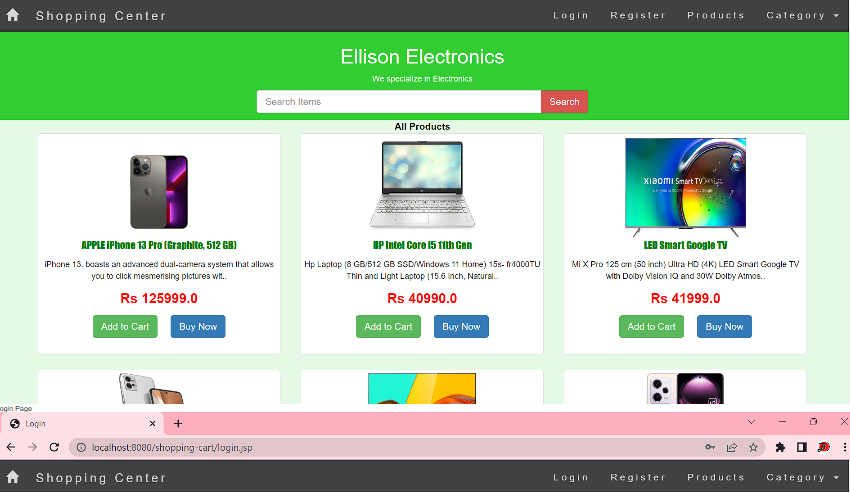 Shopping Center Login Register Products Category
Ellison Electronics
We specialize in Electronics
Search Items Search
All Products
XIAOMI Smart TV
APPLE iPhone 13 Pro (Graphite, 512 GB)
iPhone 13. boasts an advanced dual-camera system that allows
you to click mesmerising pictures wit..
Rs 125999.0
Add to Cart Buy Now
HP Intel Core i5 11th Gen
Hp Laptop (8 GB/512 GB SSD/Windows 11 Home) 15s- fr4000TU
Thin and Light Laptop (15.6 Inch, Natural..
Rs 40990.0
Add to Cart Buy Now
LED Smart Google TV
Mi X Pro 125 cm (50 inch) Ultra HD (4K) LED Smart Google TV
with Dolby Vision IQ and 30W Dolby Atmos..
Rs 41999.0
Add to Cart Buy Now
ogin Page
Login
localhost:8080/shopping-cart/login.jsp
Shopping Center Login Register Products Category